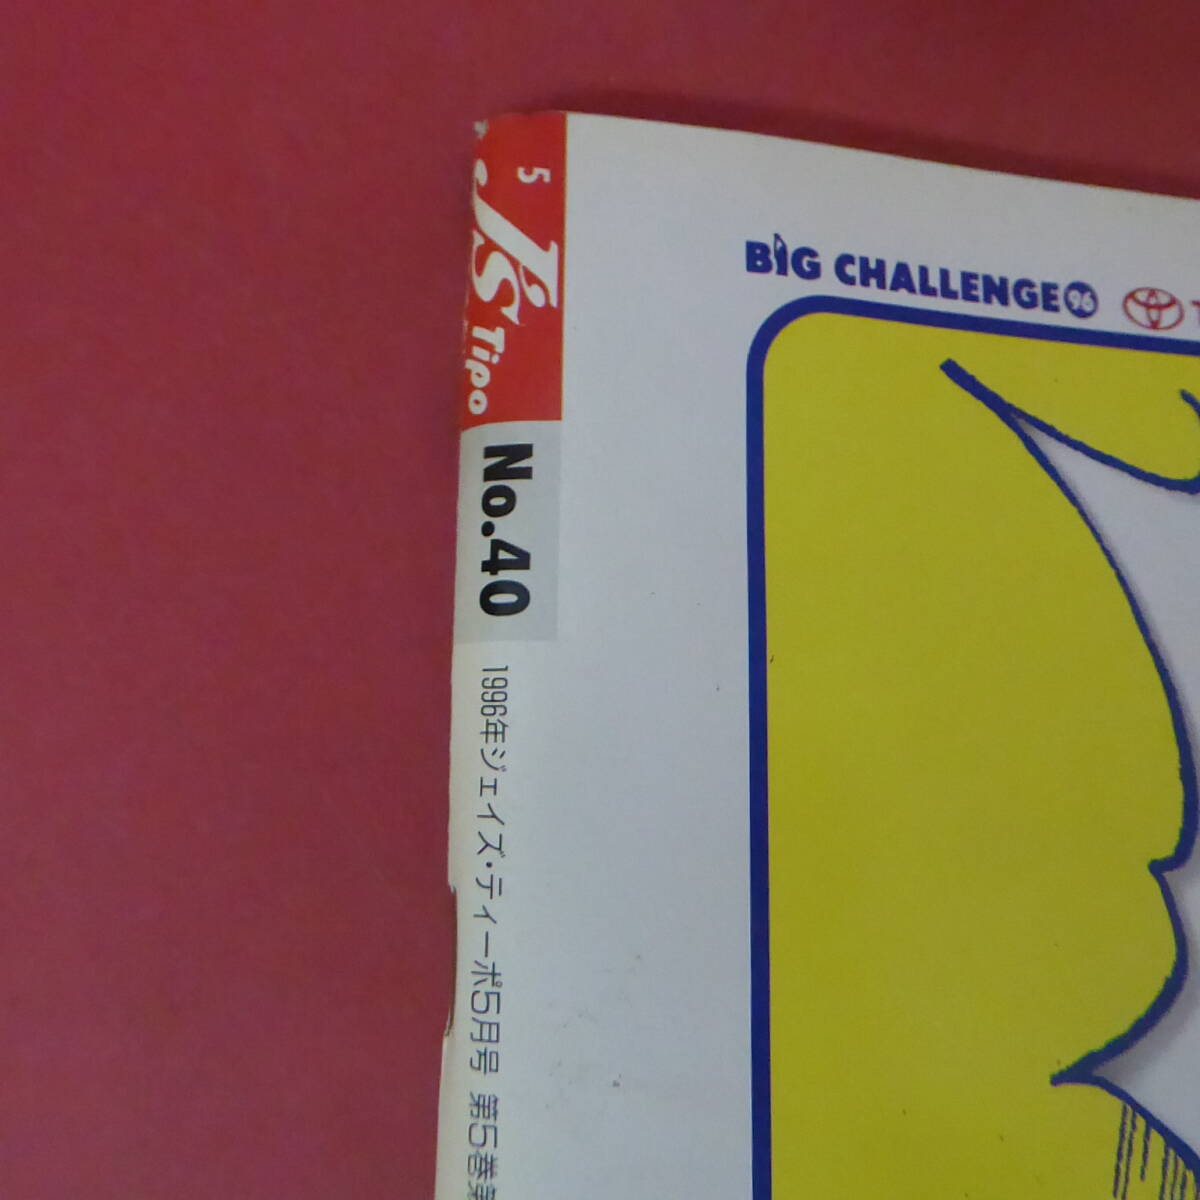 5
J's Tipo
No.40
1996年ジェイズ・ティーポ5月号 第5巻第
BiG CHALLENGE 96
T